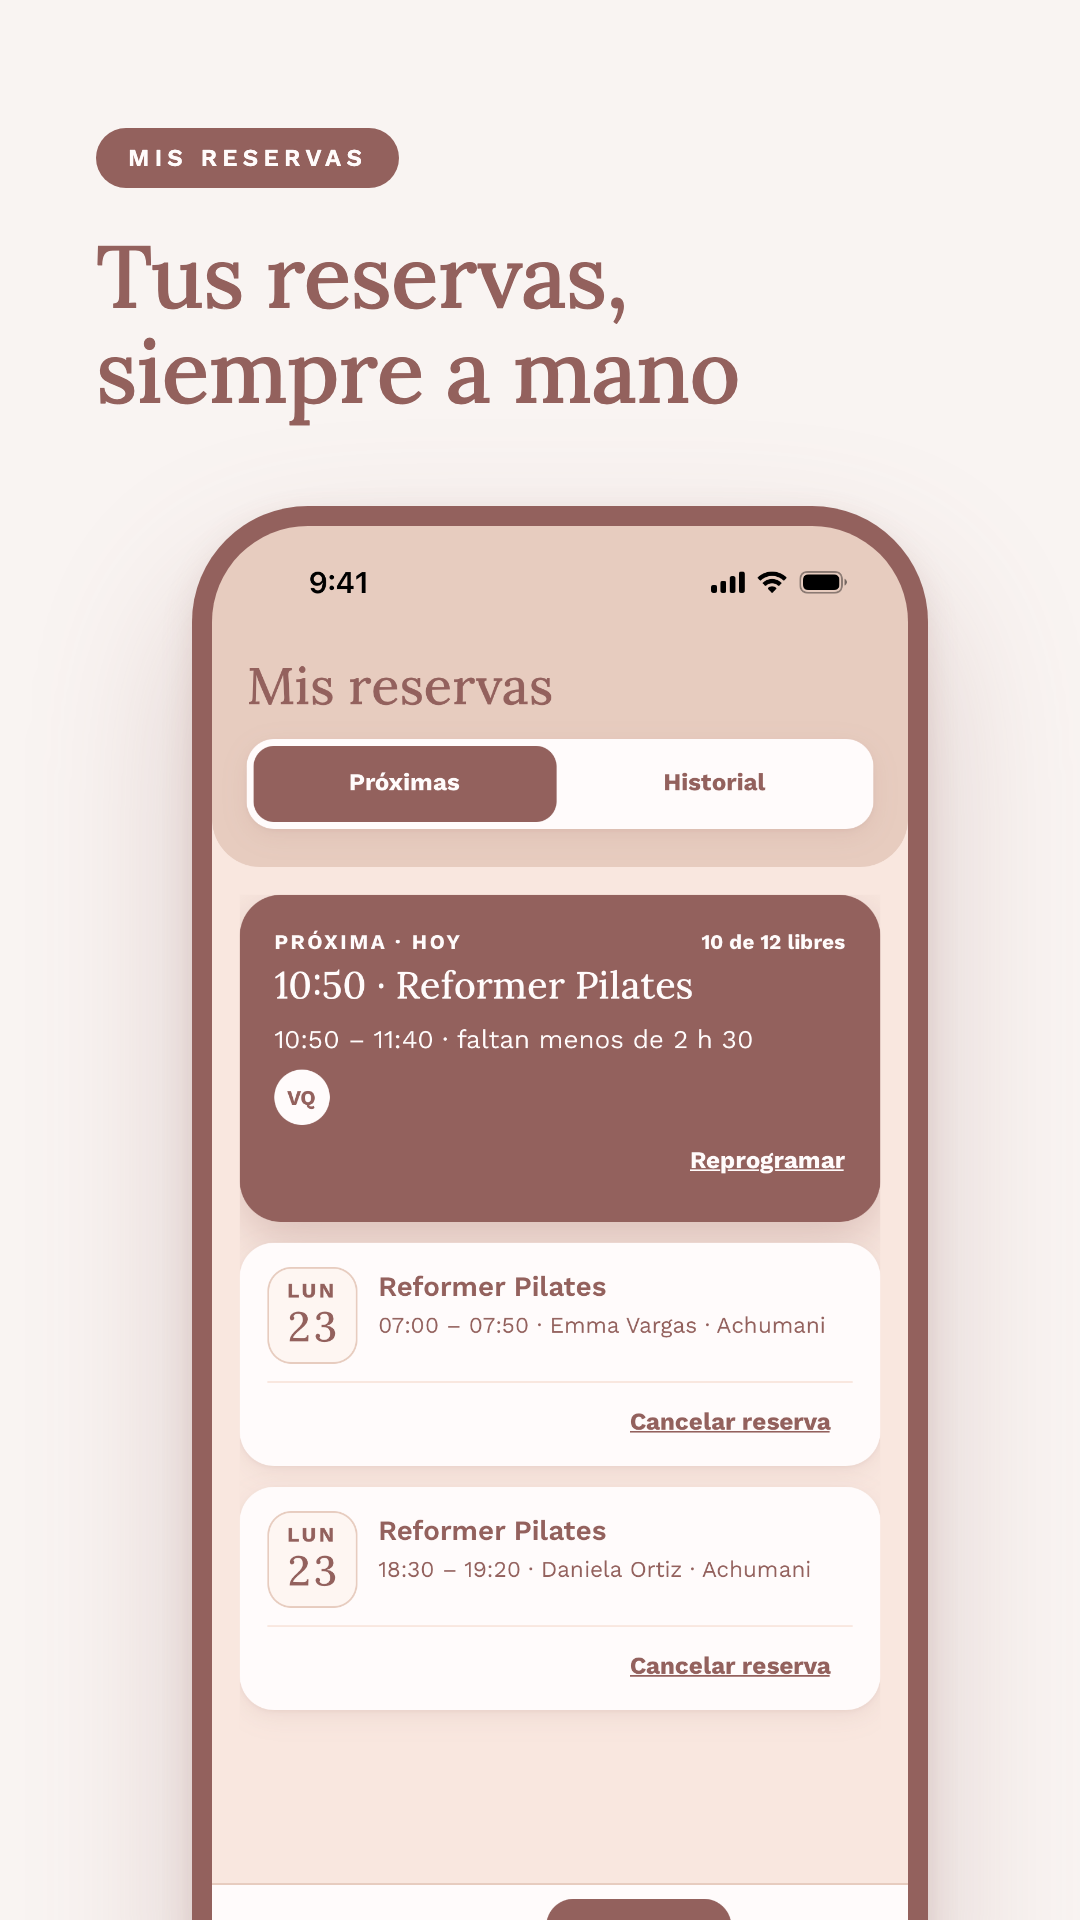 MIS RESERVAS
Tus reservas,
siempre a mano
9:41
Mis reservas
Próximas
Historial
PRÓXIMA · HOY
10 de 12 libres
10:50 · Reformer Pilates
10:50 – 11:40 · faltan menos de 2 h 30
VQ
Reprogramar
LUN
23
Reformer Pilates
07:00 – 07:50 · Emma Vargas · Achumani
Cancelar reserva
LUN
23
Reformer Pilates
18:30 – 19:20 · Daniela Ortiz · Achumani
Cancelar reserva